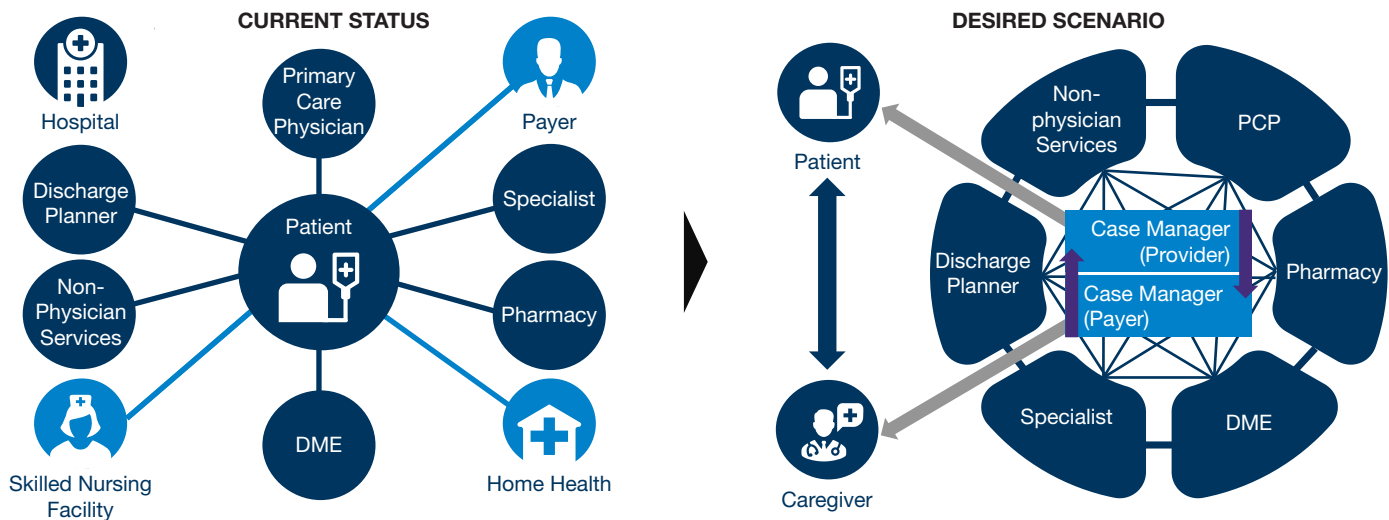 CURRENT STATUS
Hospital
Primary
Care
Physician
Payer
Discharge
Planner
Specialist
Patient
Non-
Physician
Services
Pharmacy
Skilled Nursing
Facility
DME
Home Health
DESIRED SCENARIO
Patient
Caregiver
Non-
physician
Services
PCP
Case Manager
(Provider)
Discharge
Planner
Pharmacy
Case Manager
(Payer)
Specialist
DME